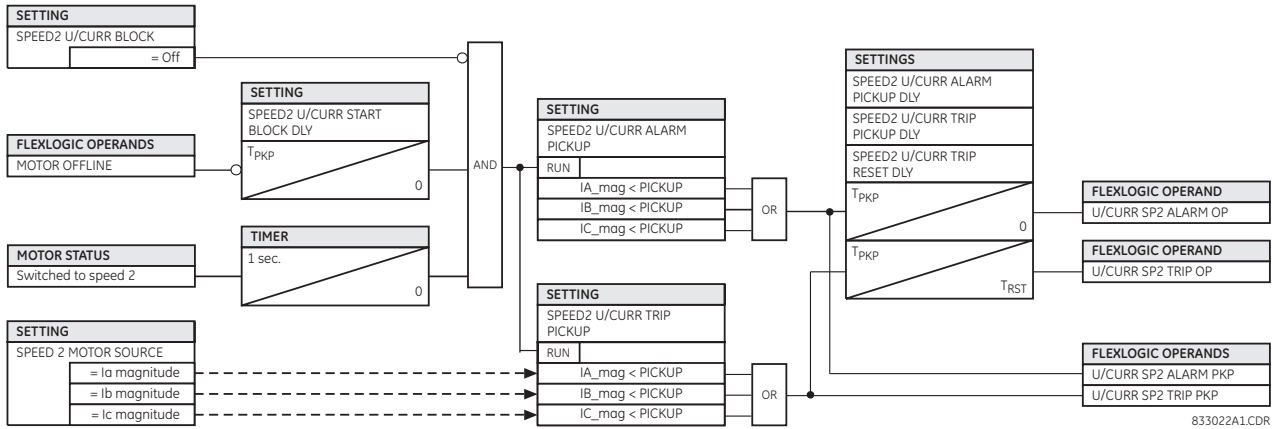 SETTING
SPEED2 U/CURR BLOCK
= Off
FLEXLOGIC OPERANDS
MOTOR OFFLINE
MOTOR STATUS
Switched to speed 2
SETTING
SPEED 2 MOTOR SOURCE
= Ia magnitude
= Ib magnitude
= Ic magnitude
SETTING
SPEED2 U/CURR START
BLOCK DLY
TPKP
0
TIMER
1 sec.
0
AND
SETTING
SPEED2 U/CURR ALARM
PICKUP
RUN
IA_mag < PICKUP
IB_mag < PICKUP
IC_mag < PICKUP
OR
SETTING
SPEED2 U/CURR TRIP
PICKUP
RUN
IA_mag < PICKUP
IB_mag < PICKUP
IC_mag < PICKUP
OR
SETTINGS
SPEED2 U/CURR ALARM
PICKUP DLY
SPEED2 U/CURR TRIP
PICKUP DLY
SPEED2 U/CURR TRIP
RESET DLY
TPKP
0
TPKP
TRST
FLEXLOGIC OPERAND
U/CURR SP2 ALARM OP
FLEXLOGIC OPERAND
U/CURR SP2 TRIP OP
FLEXLOGIC OPERANDS
U/CURR SP2 ALARM PKP
U/CURR SP2 TRIP PKP
833022A1.CDR